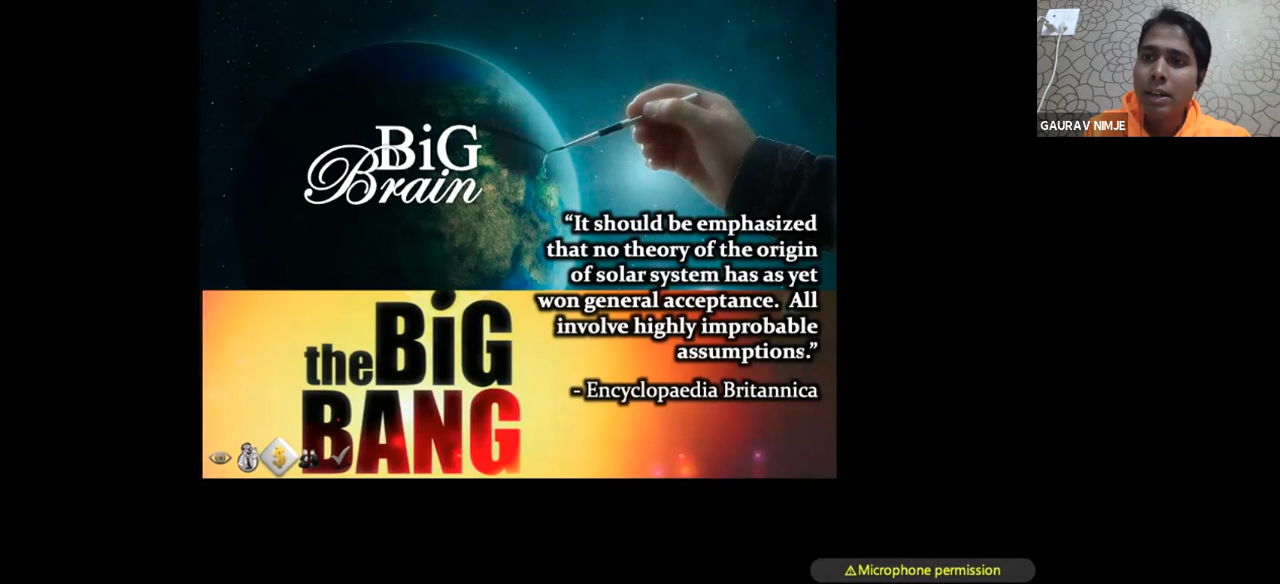 GAURAV NIMJE
BiG
Brain
“It should be emphasized
that no theory of the origin
of solar system has as yet
won general acceptance.  All
involve highly improbable
assumptions.”
- Encyclopaedia Britannica
the BiG
BANG
⚠Microphone permission